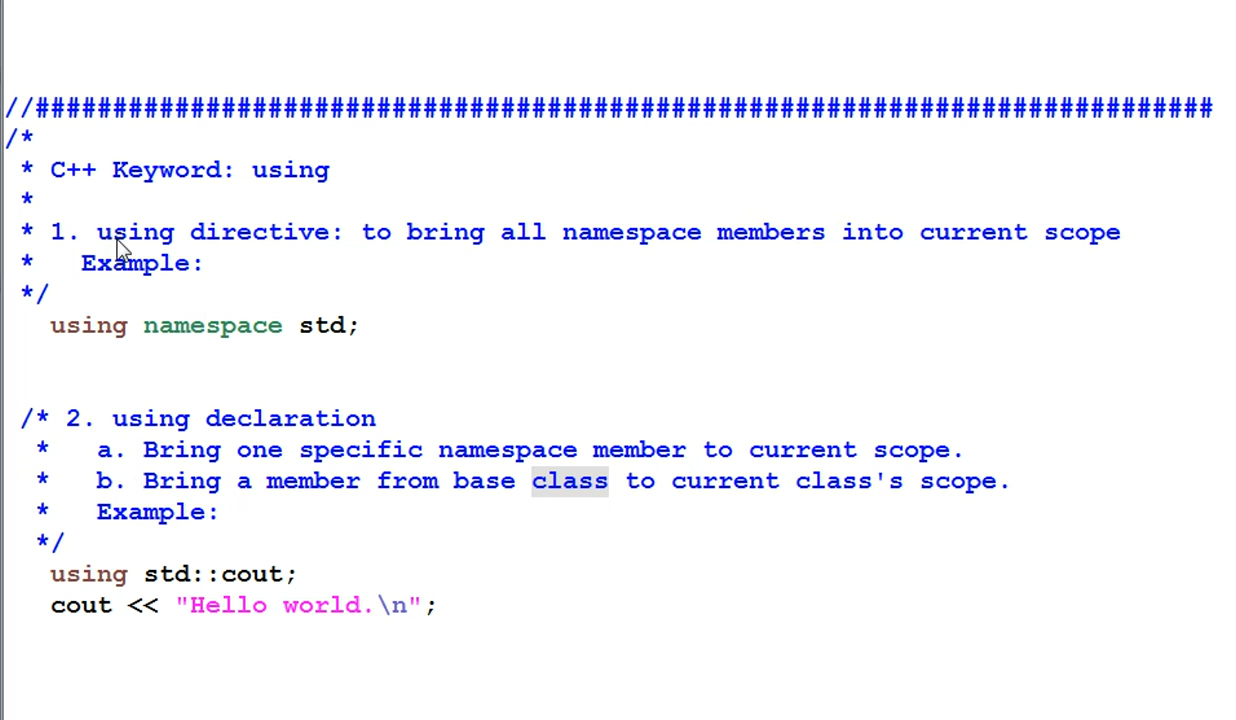 //############################################################################
/*
* C++ Keyword: using
*
* 1. using directive: to bring all namespace members into current scope
* Example:
*/
using namespace std;
/* 2. using declaration
* a. Bring one specific namespace member to current scope.
* b. Bring a member from base class to current class's scope.
* Example:
*/
using std::cout;
cout << "Hello world.\n";